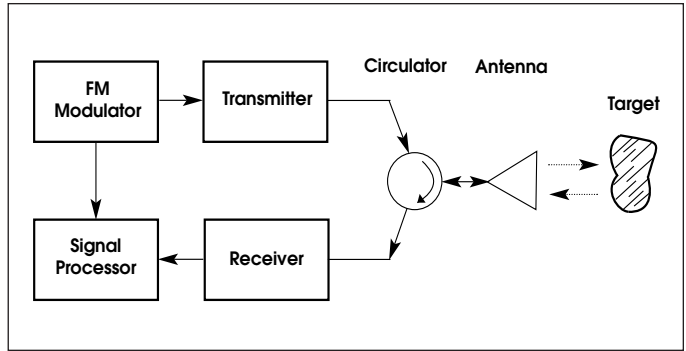 Circulator
Antenna
Target
FM
Modulator
Transmitter
Signal
Processor
Receiver